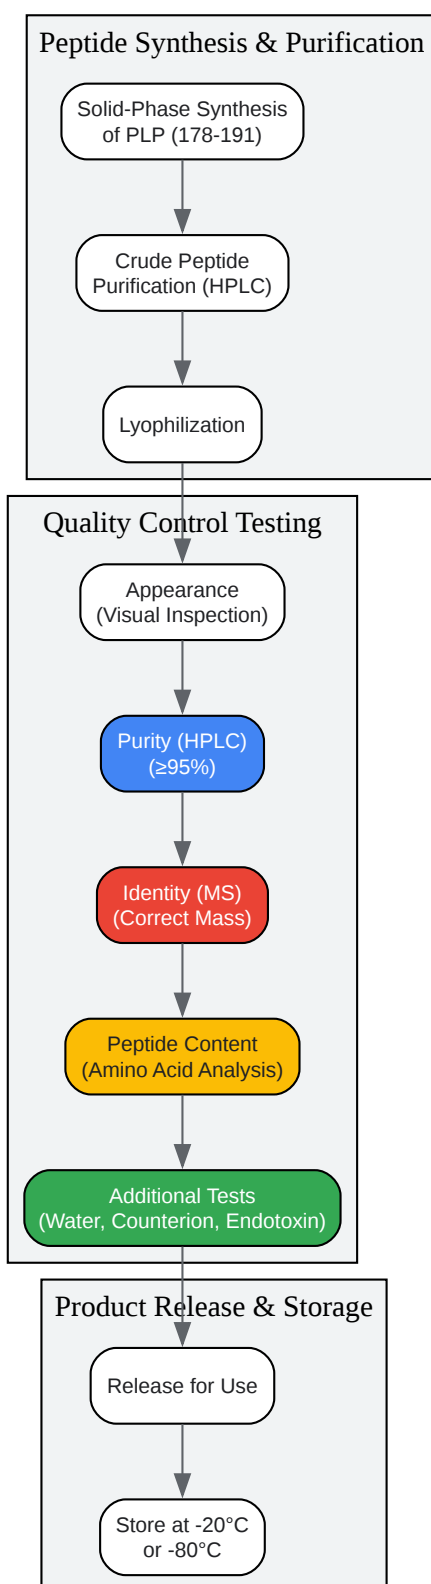 Peptide Synthesis & Purification
Solid-Phase Synthesis
of PLP (178-191)
Crude Peptide
Purification (HPLC)
Lyophilization
Quality Control Testing
Appearance
(Visual Inspection)
Purity (HPLC)
(≥95%)
Identity (MS)
(Correct Mass)
Peptide Content
(Amino Acid Analysis)
Additional Tests
(Water, Counterion, Endotoxin)
Product Release & Storage
Release for Use
Store at -20°C
or -80°C